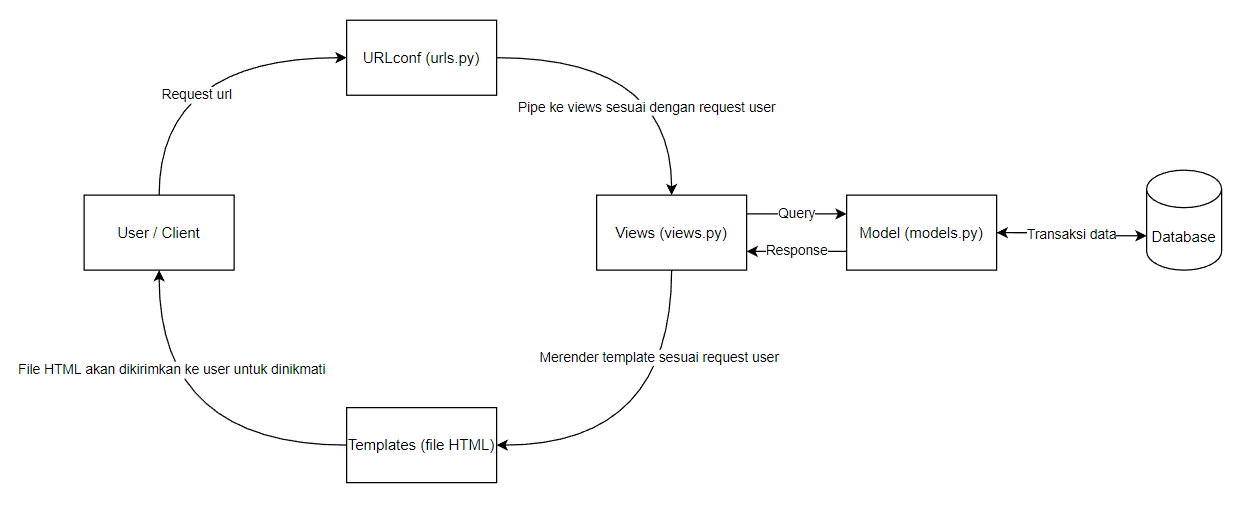 URLconf (urls.py)
Request url
Pipe ke views sesuai dengan request user
User / Client
Views (views.py)
Query
Response
Model (models.py)
Transaksi data
Database
Merender template sesuai request user
File HTML akan dikirimkan ke user untuk dinikmati
Templates (file HTML)